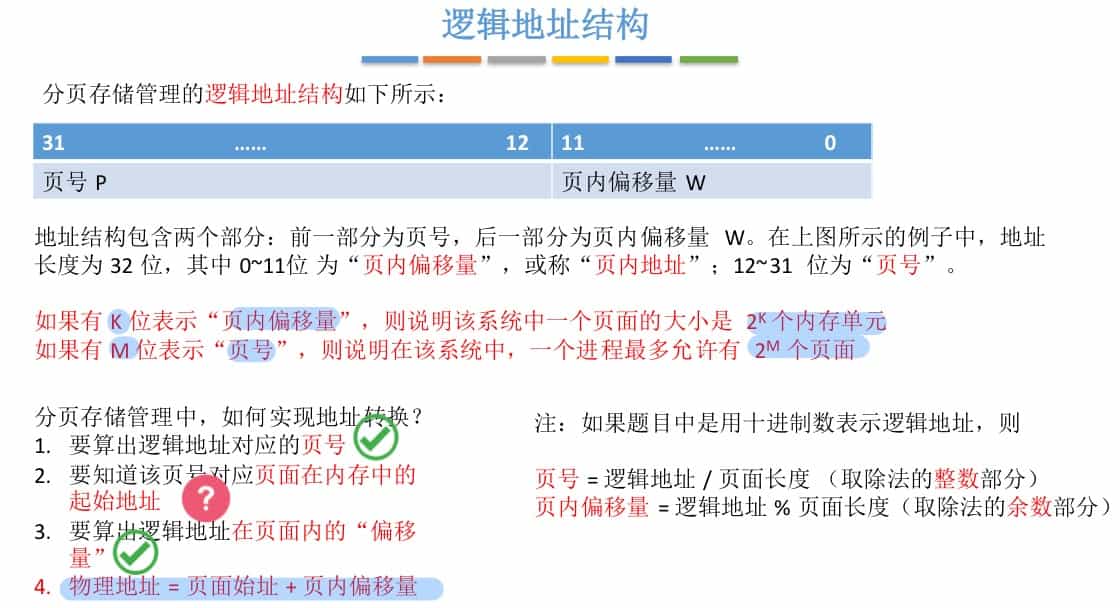 逻辑地址结构
分页存储管理的逻辑地址结构如下所示：
31 …… 12 11 …… 0
页号 P 页内偏移量 W
地址结构包含两个部分：前一部分为页号，后一部分为页内偏移量 W。在上图所示的例子中，地址
长度为 32 位，其中 0~11位 为“页内偏移量”，或称“页内地址”；12~31 位为“页号”。
如果有 K 位表示“页内偏移量”，则说明该系统中一个页面的大小是 2ᴷ 个内存单元
如果有 M 位表示“页号”，则说明在该系统中，一个进程最多允许有 2ᴹ 个页面
分页存储管理中，如何实现地址转换？
1. 要算出逻辑地址对应的页号
2. 要知道该页号对应页面在内存中的
起始地址
?
3. 要算出逻辑地址在页面内的“偏移
量”
4. 物理地址 = 页面始址 + 页内偏移量
注：如果题目中是用十进制数表示逻辑地址，则
页号 = 逻辑地址 / 页面长度 （取除法的整数部分）
页内偏移量 = 逻辑地址 % 页面长度（取除法的余数部分）